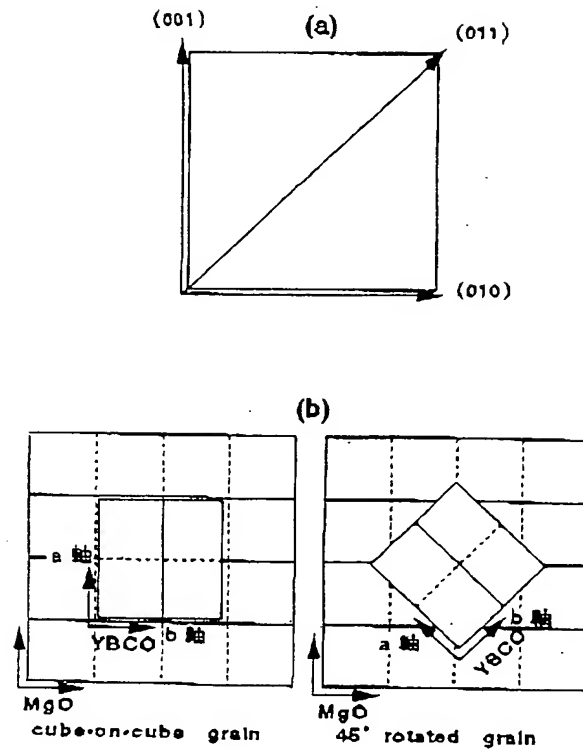 (a)
(001)
(011)
(010)
(b)
a 軸
YBCO
b 軸
MgO
cube-on-cube grain
a 軸
b 軸
YBCO
MgO
45° rotated grain